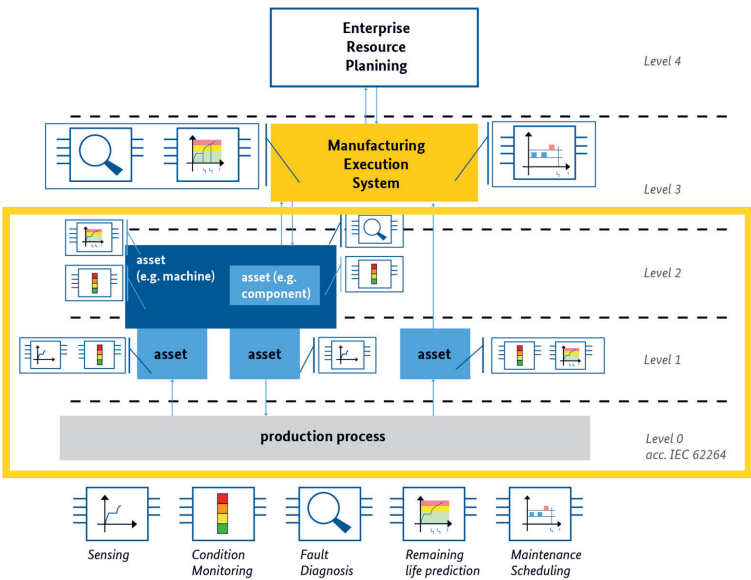 Enterprise
Resource
Planining
Level 4
Manufacturing
Execution
System
Level 3
asset
(e.g. machine)
asset (e.g.
component)
Level 2
asset
asset
asset
Level 1
production process
Level 0
acc. IEC 62264
Sensing
Condition
Monitoring
Fault
Diagnosis
Remaining
life prediction
Maintenance
Scheduling